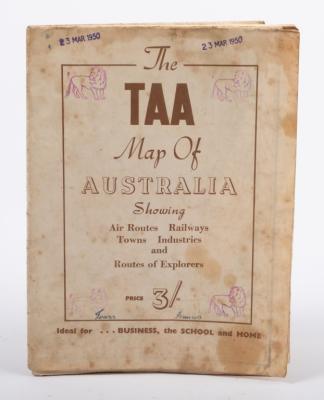 23 MAR 1950 23 MAR 1950
The
TAA
Map Of
AUSTRALIA
Showing
Air Routes Railways
Towns Industries
and
Routes of Explorers
PRICE 3/-
Ideal for ... BUSINESS, the SCHOOL and HOME